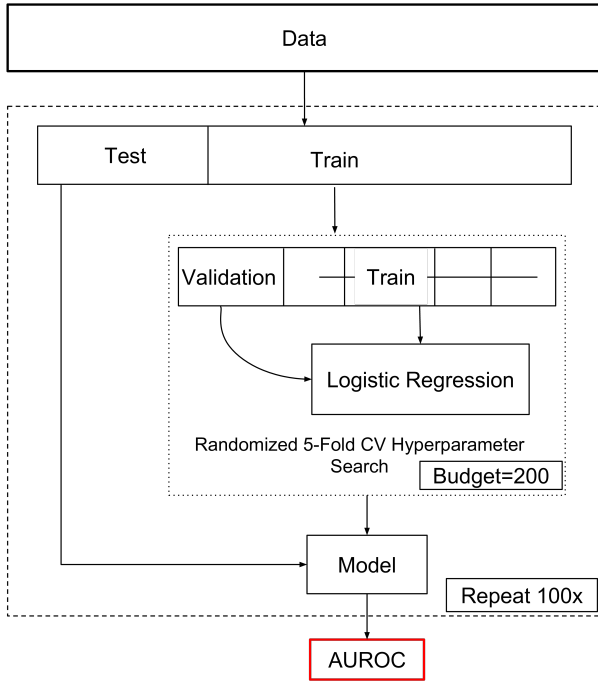 Data
Test
Train
Validation
Train
Logistic Regression
Randomized 5-Fold CV Hyperparameter
Search
Budget=200
Model
Repeat 100x
AUROC